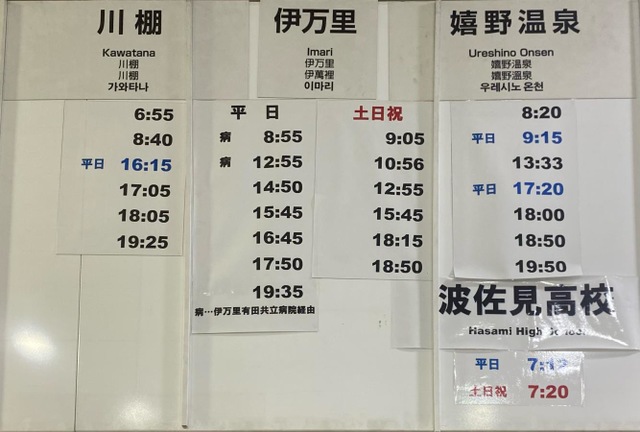 川棚
Kawatana
川棚
川棚
가와타나
6:55
8:40
平日 16:15
17:05
18:05
19:25
伊万里
Imari
伊万里
伊萬裡
이마리
平 日
病 8:55
病 12:55
14:50
15:45
16:45
17:50
19:35
病…伊万里有田共立病院経由
土日祝
9:05
10:56
12:55
15:45
18:15
18:50
嬉野温泉
Ureshino Onsen
嬉野温泉
嬉野溫泉
우레시노 온천
8:20
平日 9:15
13:33
平日 17:20
18:00
18:50
19:50
波佐見高校
Hasami High School
平日
土日祝 7:20